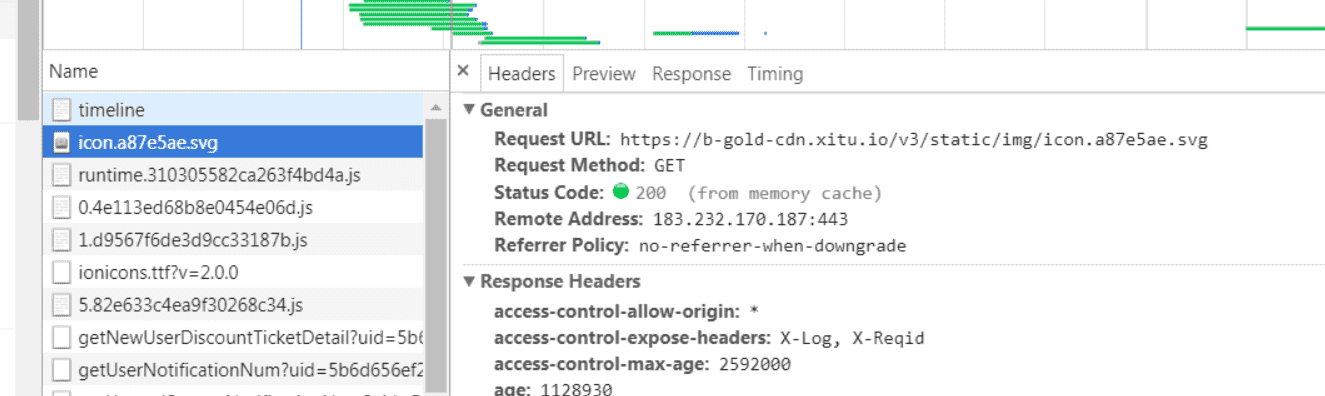 Name
timeline
icon.a87e5ae.svg
runtime.310305582ca263f4bd4a.js
0.4e113ed68b8e0454e06d.js
1.d9567f6de3d9cc33187b.js
ionicons.ttf?v=2.0.0
5.82e633c4ea9f30268c34.js
getNewUserDiscountTicketDetail?uid=5b6
getUserNotificationNum?uid=5b6d656ef2
× Headers Preview Response Timing
▼ General
Request URL: https://b-gold-cdn.xitu.io/v3/static/img/icon.a87e5ae.svg
Request Method: GET
Status Code: 200 (from memory cache)
Remote Address: 183.232.170.187:443
Referrer Policy: no-referrer-when-downgrade
▼ Response Headers
access-control-allow-origin: *
access-control-expose-headers: X-Log, X-Reqid
access-control-max-age: 2592000
age: 1128930